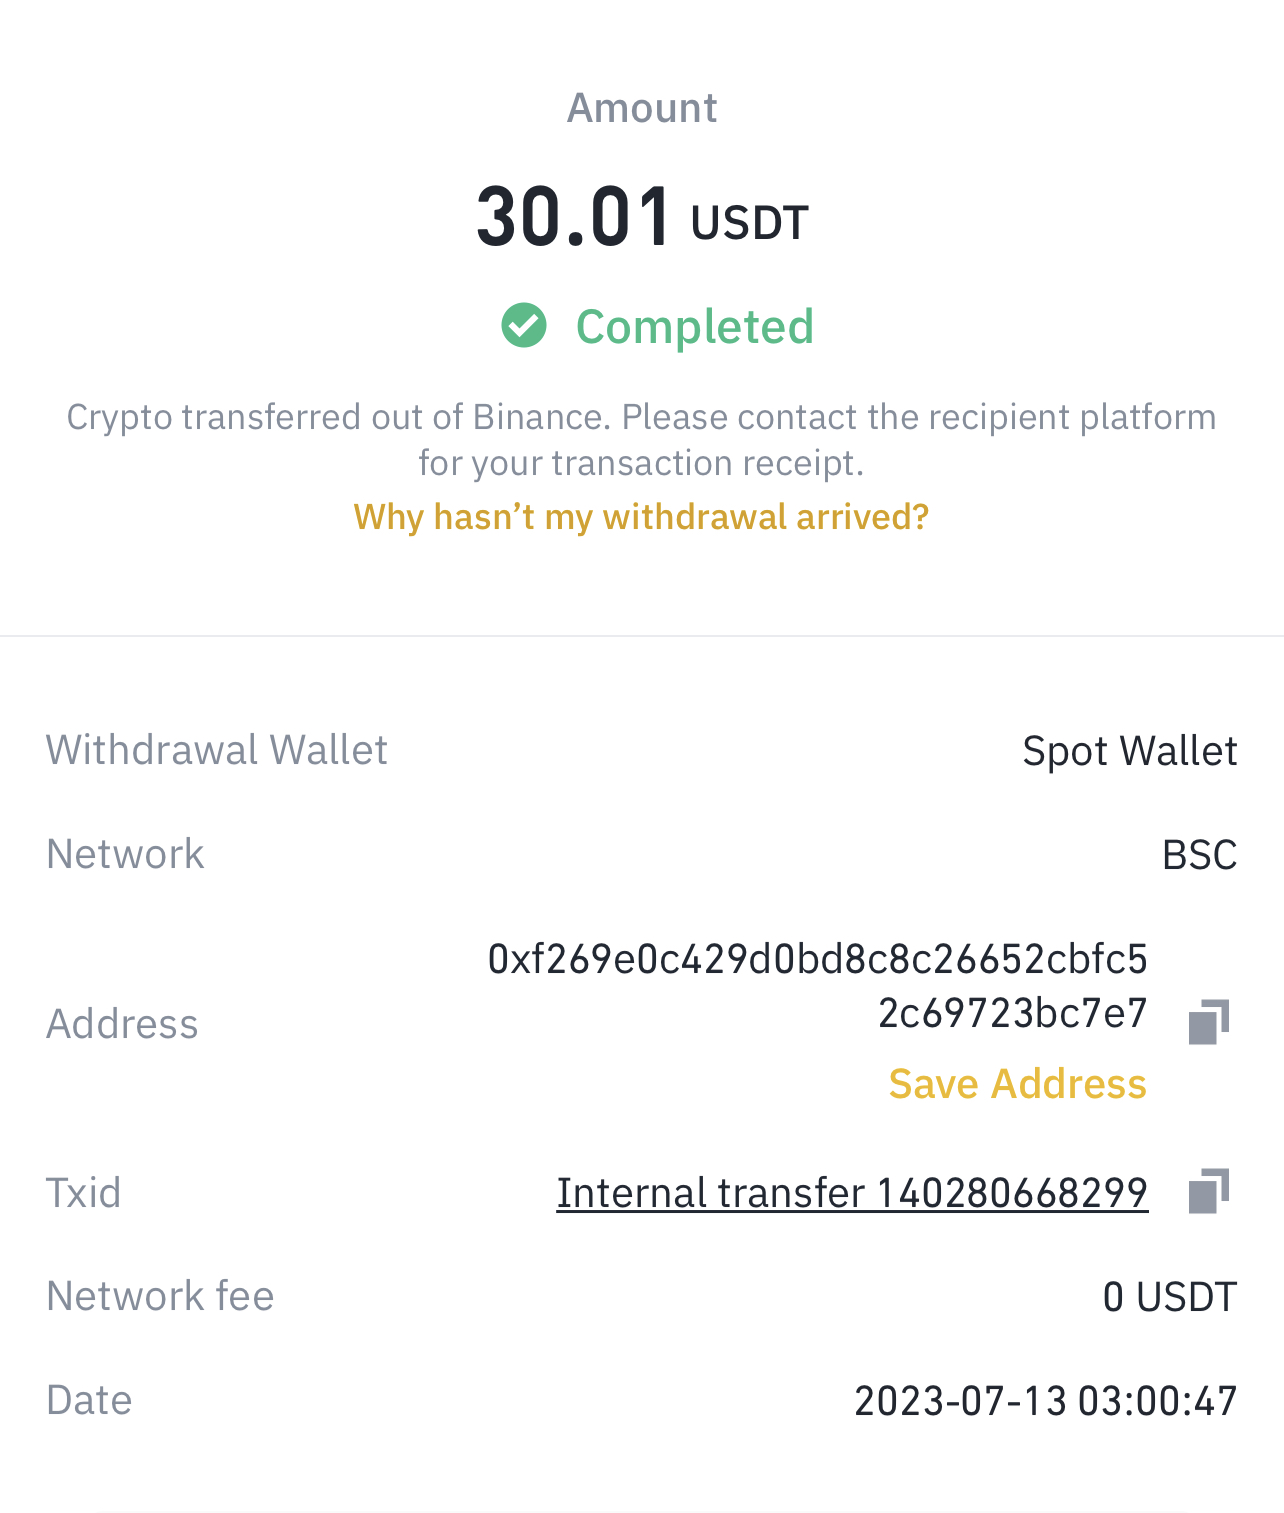 Amount
30.01 USDT
Completed
Crypto transferred out of Binance. Please contact the recipient platform
for your transaction receipt.
Why hasn’t my withdrawal arrived?
Withdrawal Wallet Spot Wallet
Network BSC
0xf269e0c429d0bd8c8c26652cbfc5
Address 2c69723bc7e7
Save Address
Txid Internal transfer 140280668299
Network fee 0 USDT
Date 2023-07-13 03:00:47